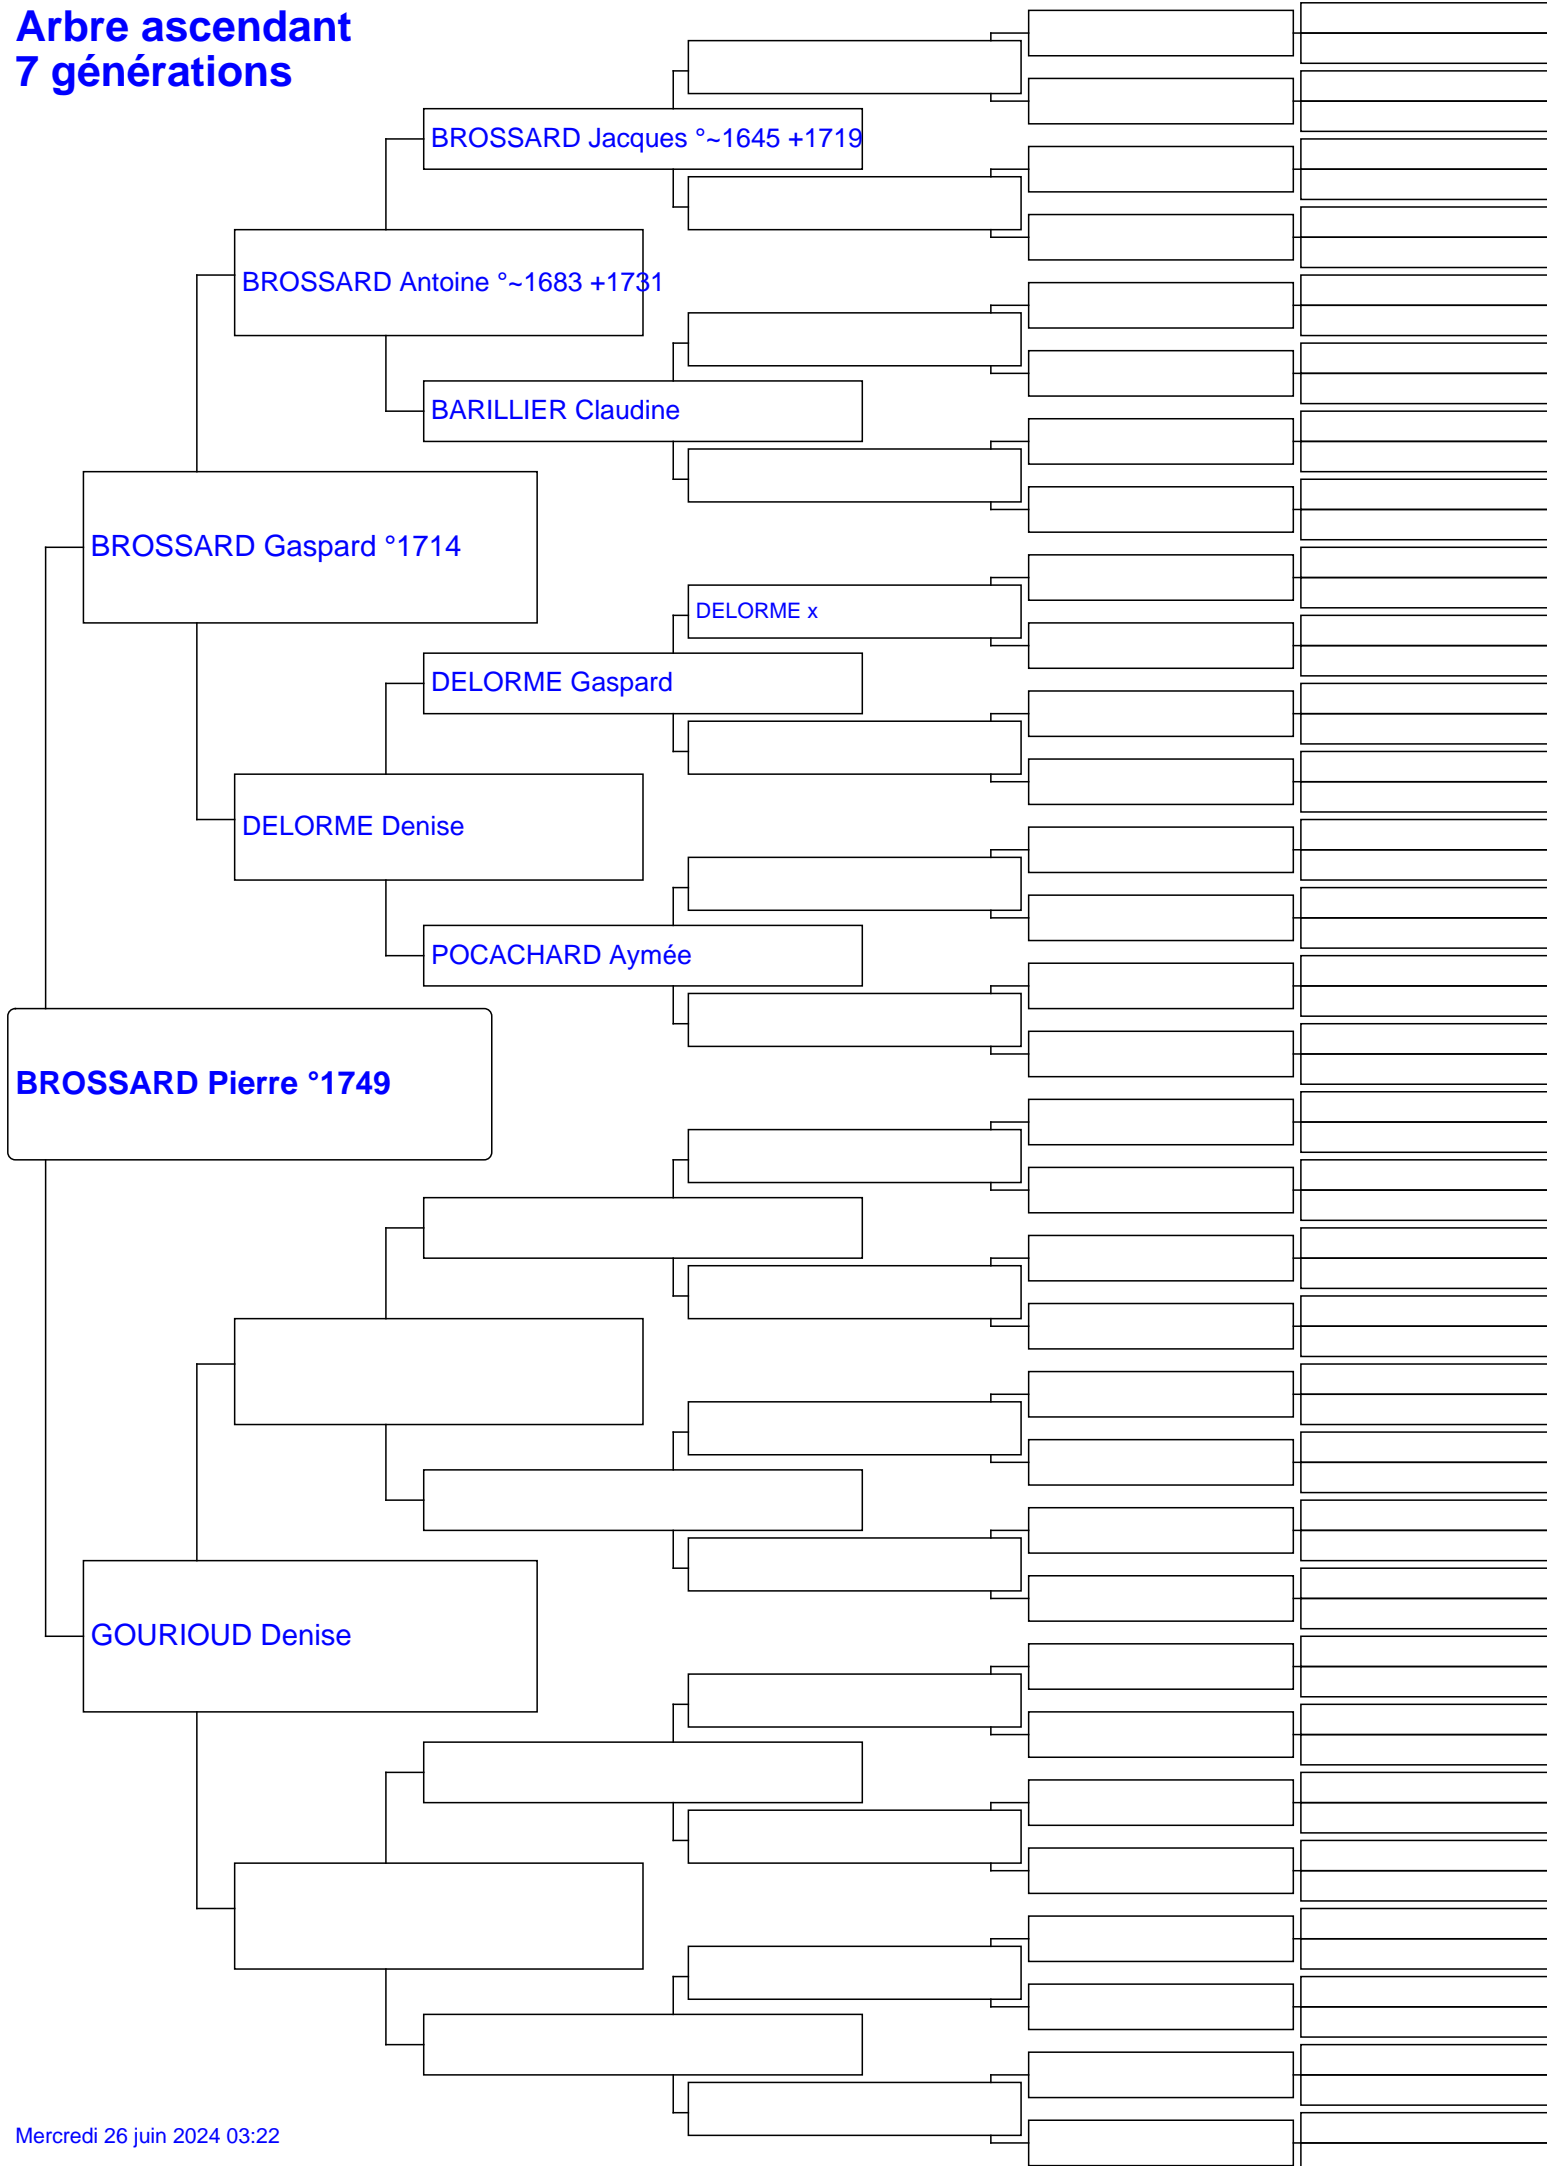 Arbre ascendant
7 générations
BROSSARD Jacques °~1645 +1719
BROSSARD Antoine °~1683 +1731
BARILLIER Claudine
BROSSARD Gaspard °1714
DELORME x
DELORME Gaspard
DELORME Denise
POCACHARD Aymée
BROSSARD Pierre °1749
GOURIOUD Denise
Mercredi 26 juin 2024 03:22